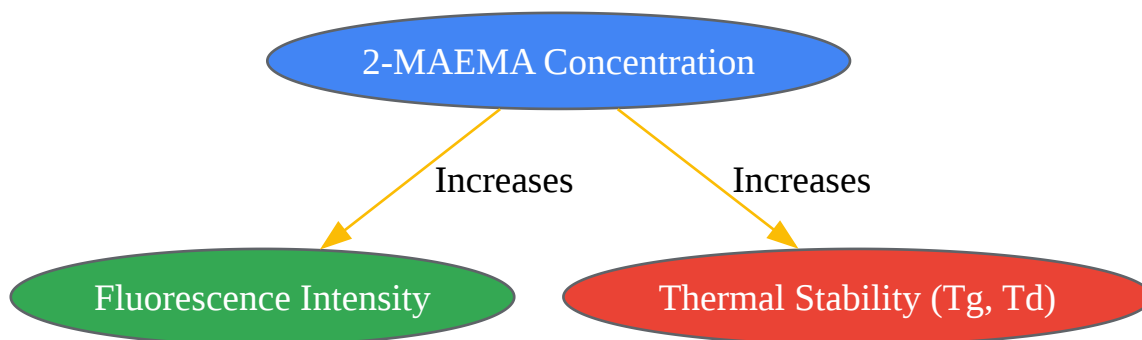 2-MAEMA Concentration
Increases
Increases
Fluorescence Intensity
Thermal Stability (Tg, Td)